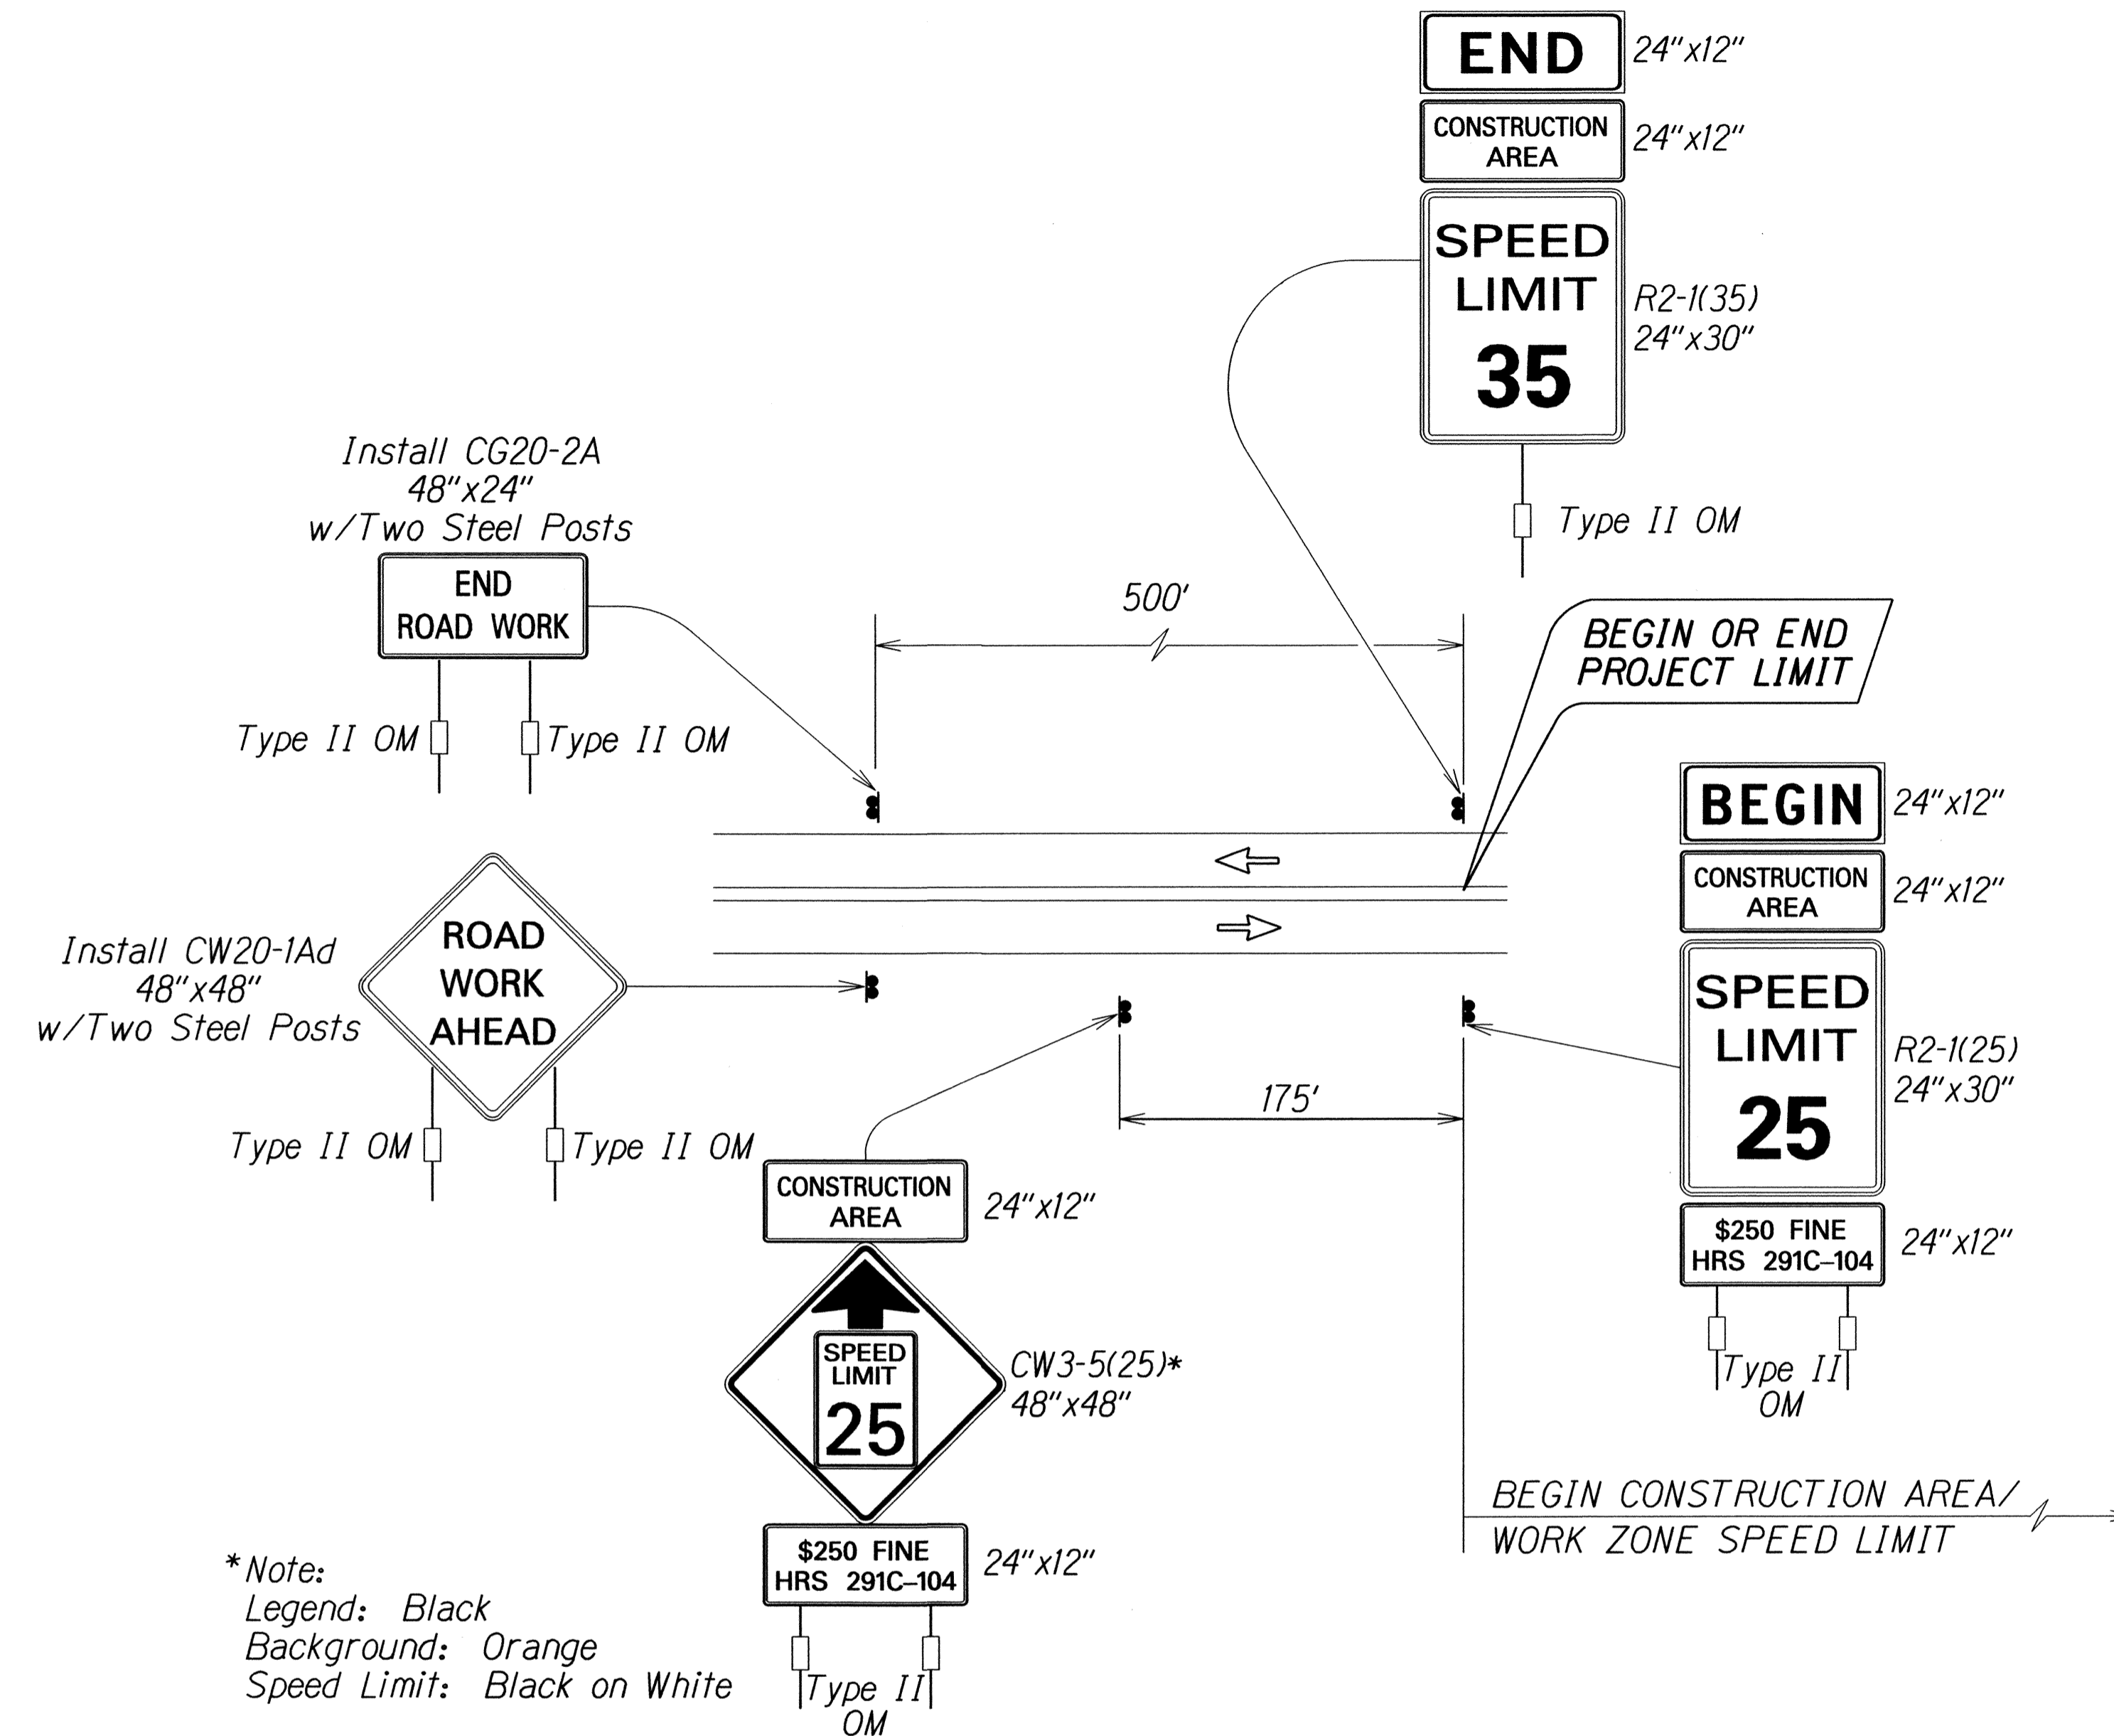 END
24"x12"
CONSTRUCTION
AREA
24"x12"
SPEED
LIMIT
35
R2-1(35)
24"x30"
Type II OM
Install CG20-2A
48"x24"
w/Two Steel Posts
END
ROAD WORK
Type II OM
Type II OM
500'
BEGIN OR END
PROJECT LIMIT
BEGIN
24"x12"
CONSTRUCTION
AREA
24"x12"
SPEED
LIMIT
25
R2-1(25)
24"x30"
$250 FINE
HRS 291C-104
24"x12"
Type II
OM
Install CW20-1Ad
48"x48"
w/Two Steel Posts
ROAD
WORK
AHEAD
Type II OM
Type II OM
175'
CONSTRUCTION
AREA
24"x12"
SPEED
LIMIT
25
CW3-5(25)*
48"x48"
$250 FINE
HRS 291C-104
24"x12"
Type II
OM
BEGIN CONSTRUCTION AREA/
WORK ZONE SPEED LIMIT
*Note:
Legend: Black
Background: Orange
Speed Limit: Black on White